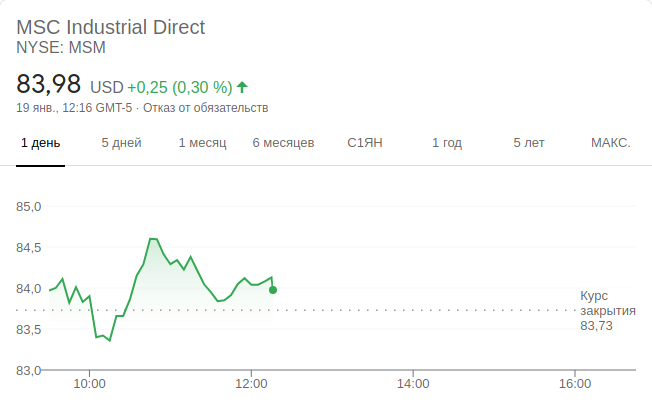 MSC Industrial Direct
NYSE: MSM
83,98 USD +0,25 (0,30 %)
19 янв., 12:16 GMT-5 · Отказ от обязательств
1 день 5 дней 1 месяц 6 месяцев С1ЯН 1 год 5 лет МАКС.
85,0
84,5
84,0
Курс
закрытия
83,73
83,5
83,0
10:00 12:00 14:00 16:00